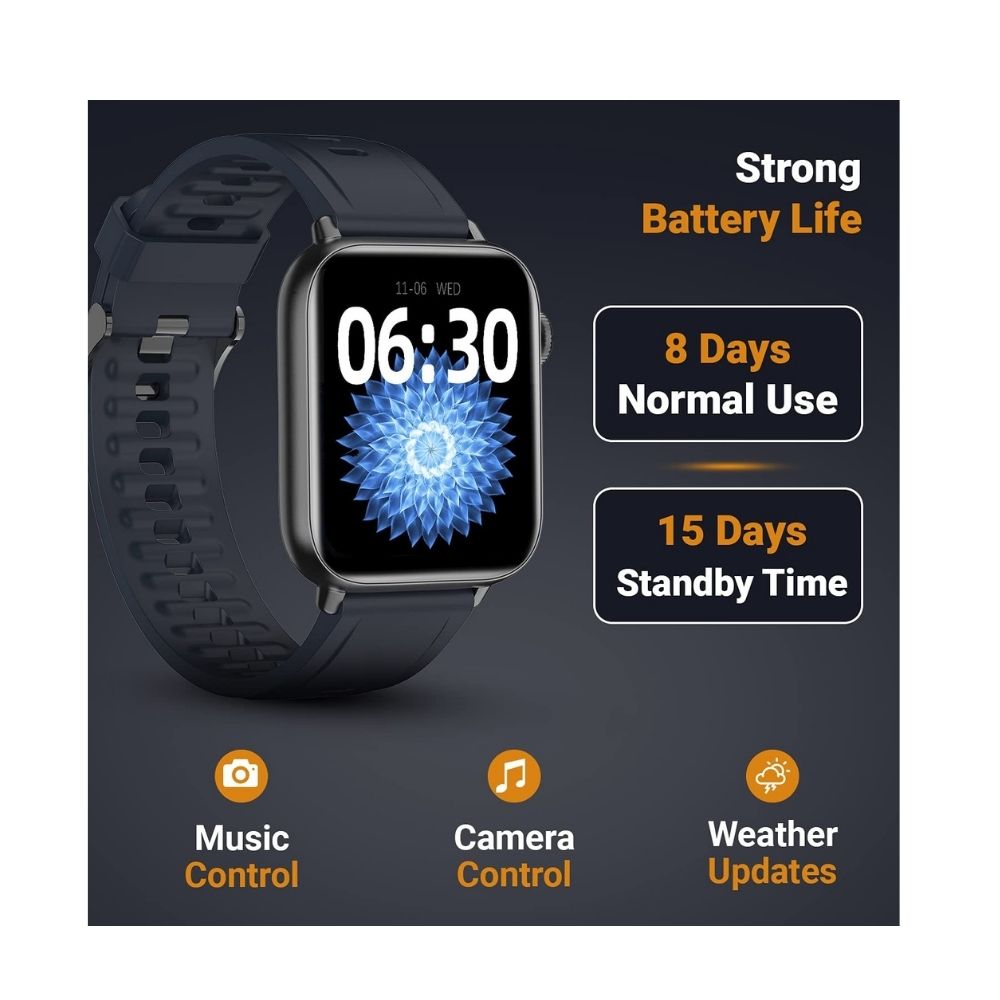 Strong
Battery Life
11-06 WED
06:30
8 Days
Normal Use
15 Days
Standby Time
Music
Control
Camera
Control
Weather
Updates